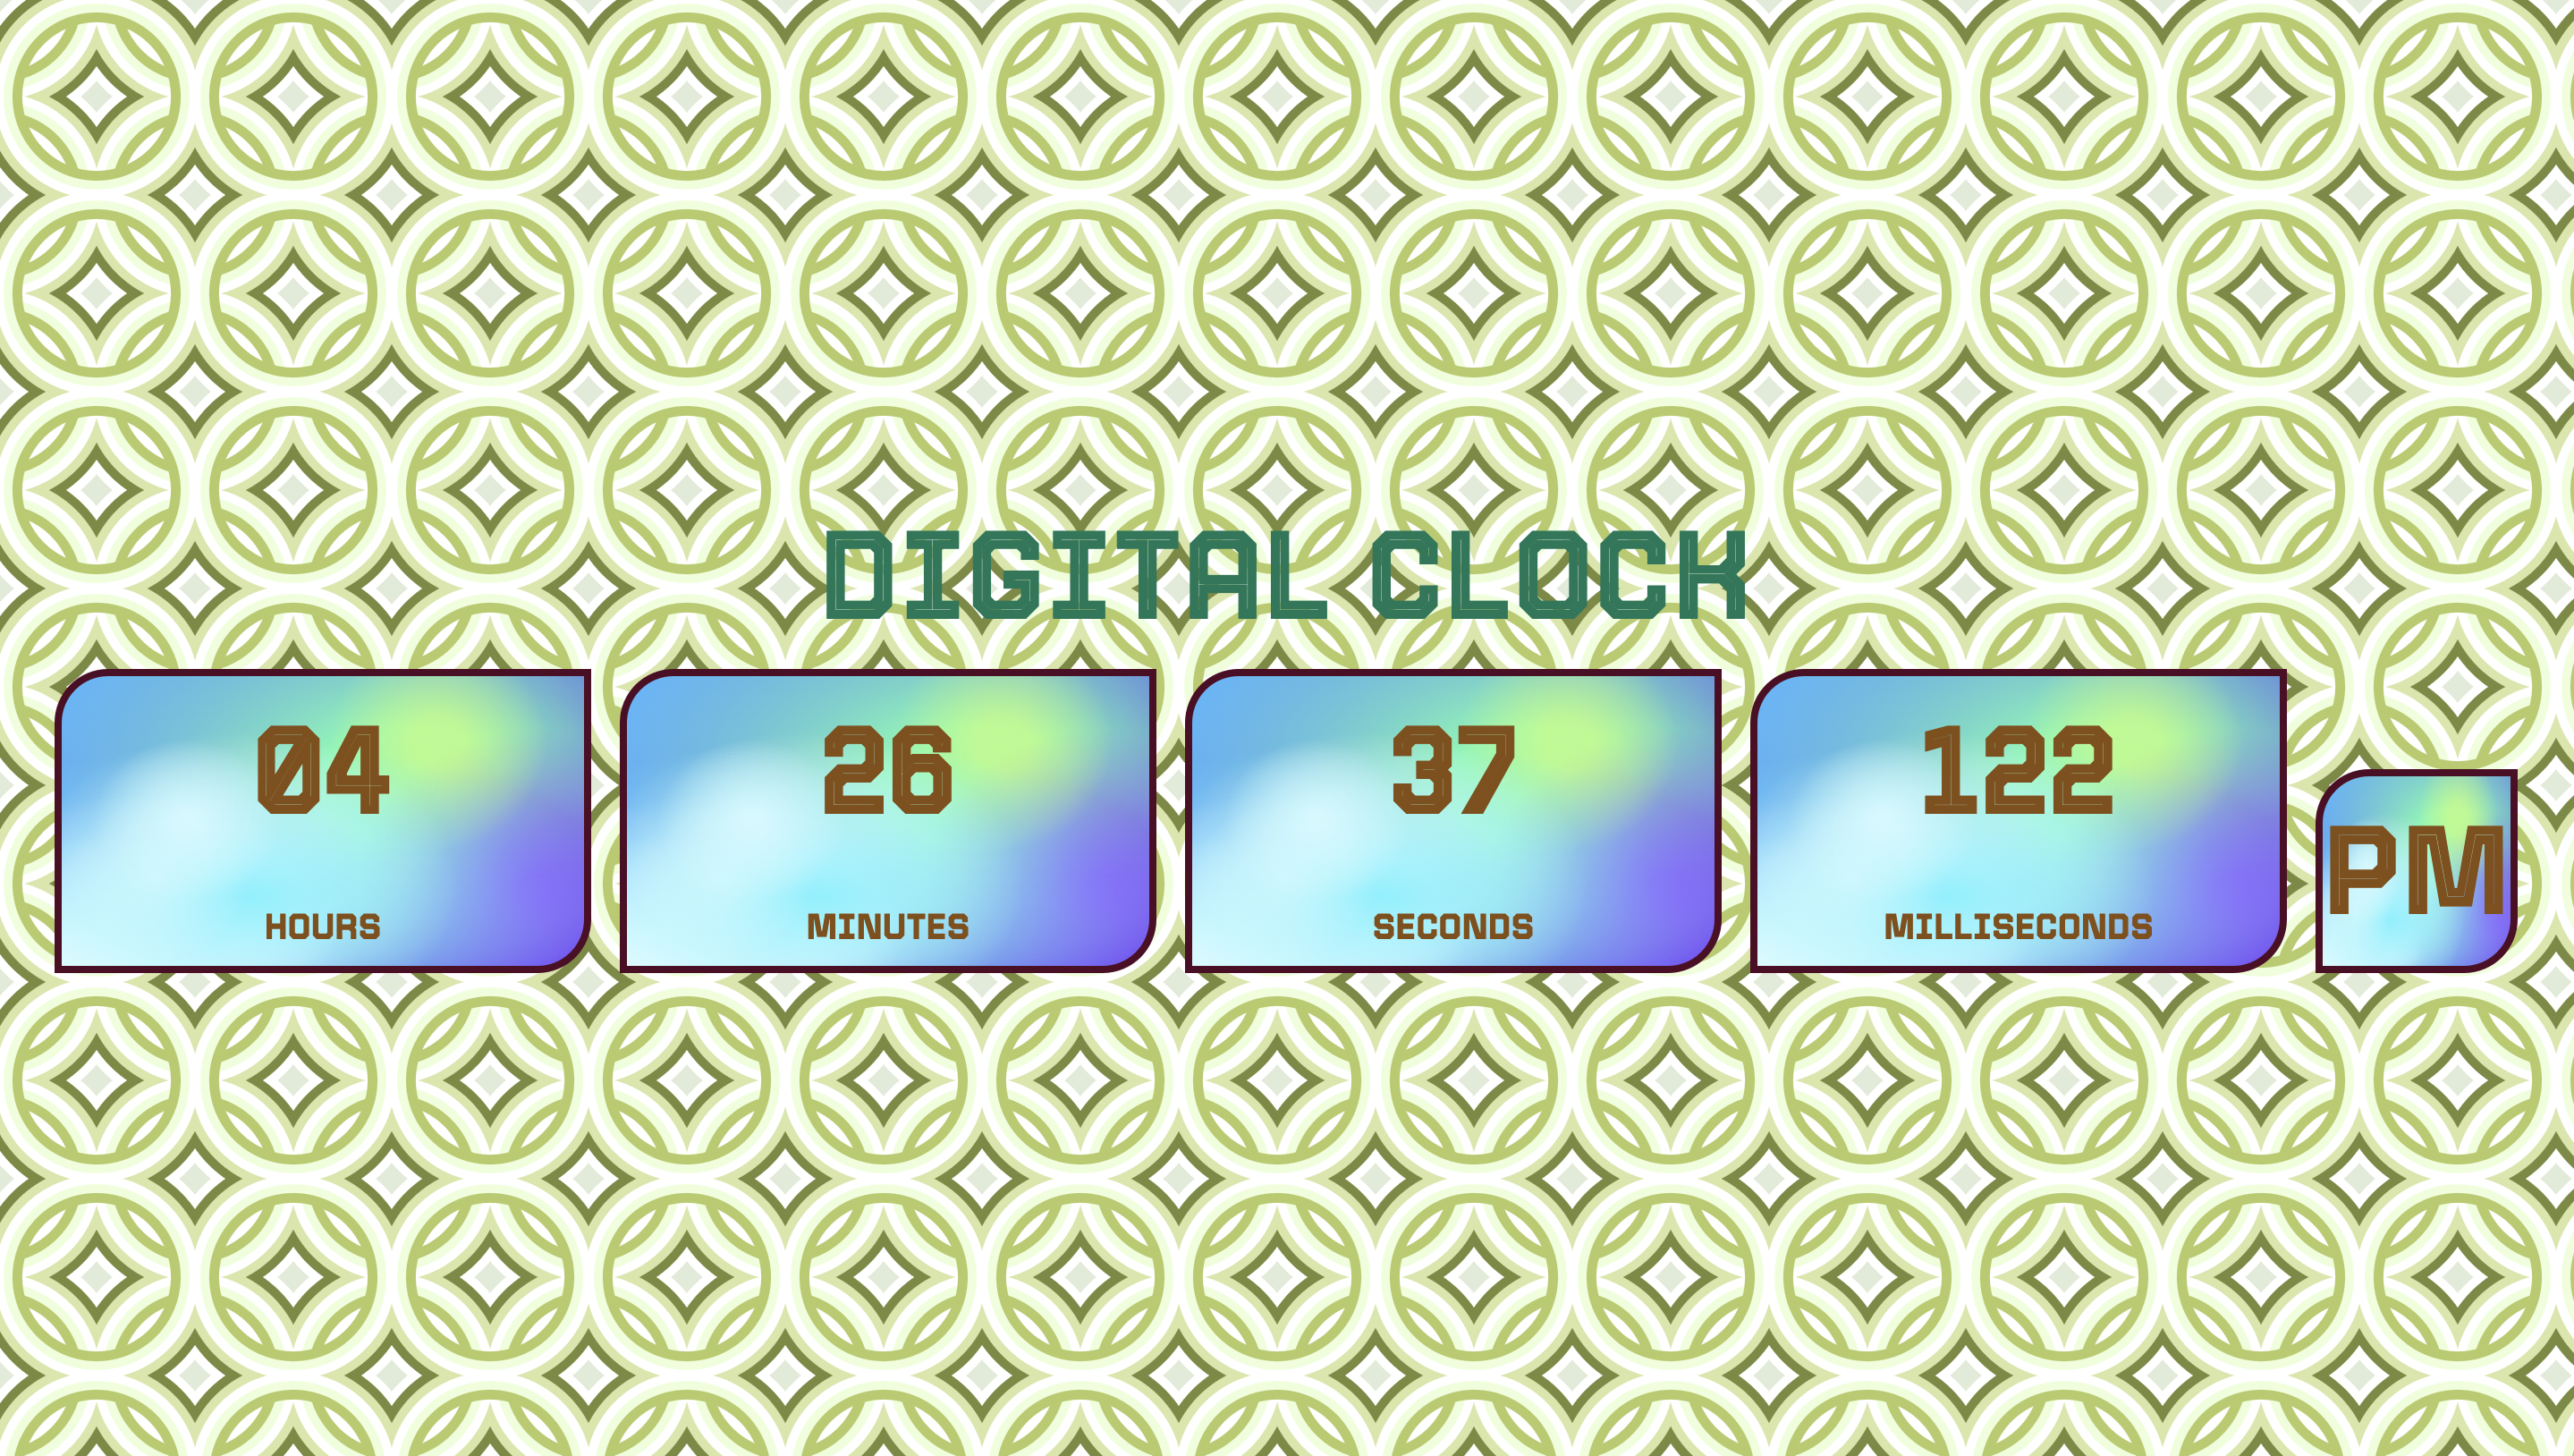 DIGITAL CLOCK
04
HOURS
26
MINUTES
37
SECONDS
122
MILLISECONDS
PM